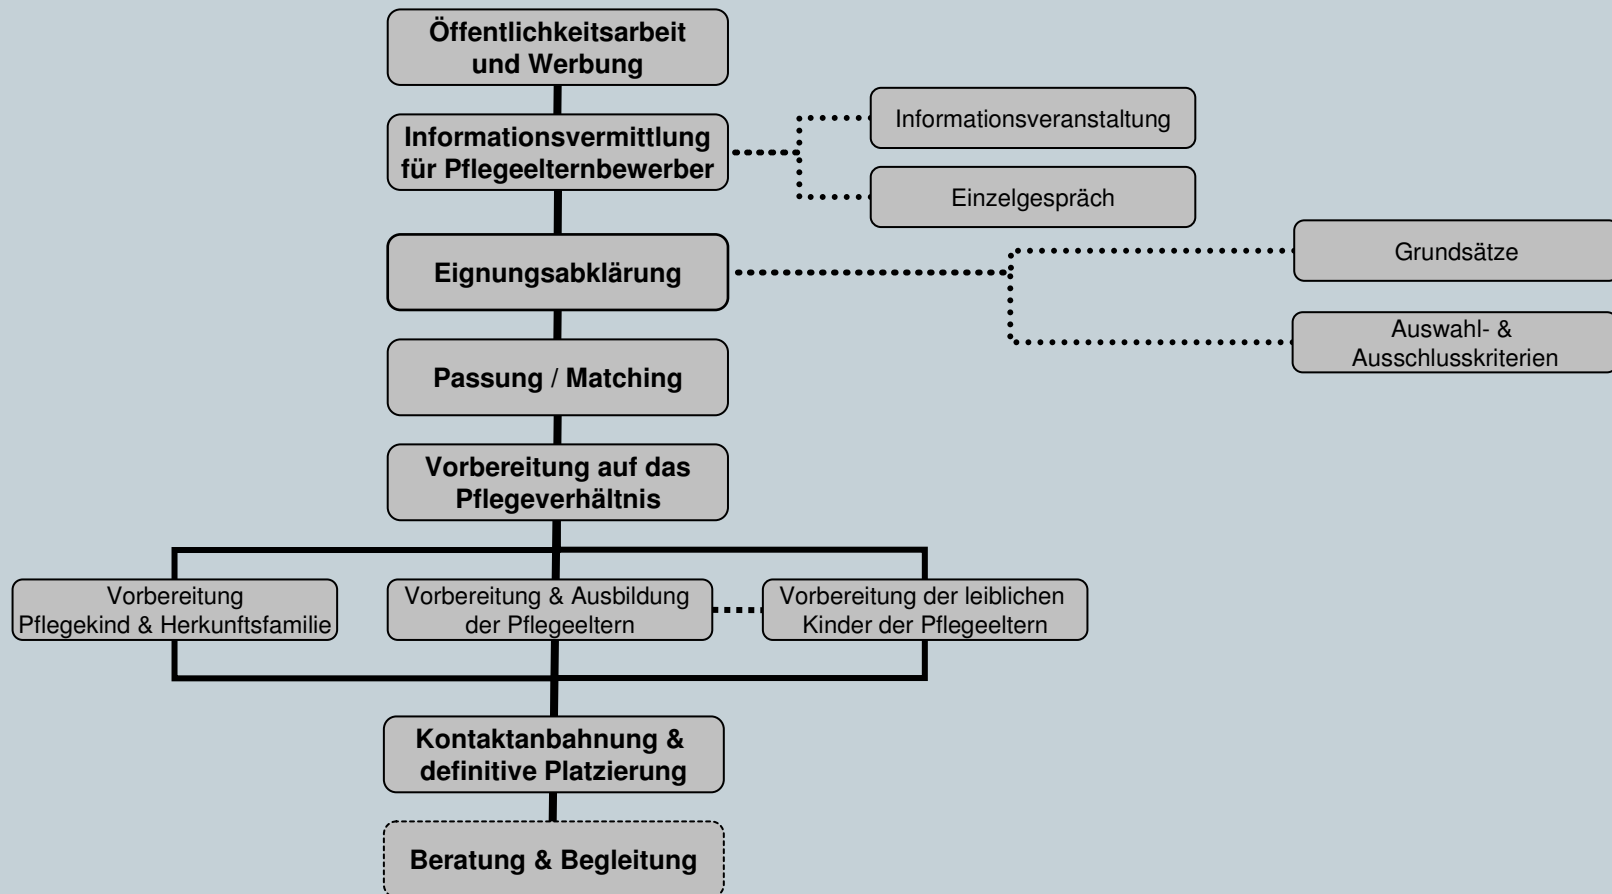 Öffentlichkeitsarbeit
und Werbung
Informationsvermittlung
für Pflegeelternbewerber
Informationsveranstaltung
Einzelgespräch
Eignungsabklärung
Grundsätze
Auswahl- &
Ausschlusskriterien
Passung / Matching
Vorbereitung auf das
Pflegeverhältnis
Vorbereitung
Pflegekind & Herkunftsfamilie
Vorbereitung & Ausbildung
der Pflegeeltern
Vorbereitung der leiblichen
Kinder der Pflegeeltern
Kontaktanbahnung &
definitive Platzierung
Beratung & Begleitung